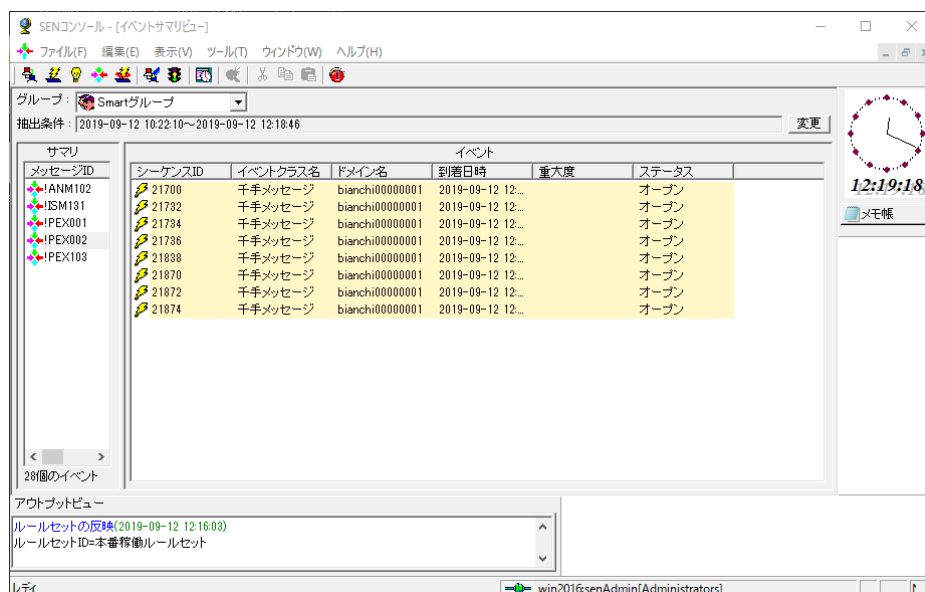 SENコンソール - [イベントサマリビュー]
ファイル(F) 編集(E) 表示(V) ツール(T) ウィンドウ(W) ヘルプ(H)
グループ: Smartグループ
抽出条件: 2019-09-12 10:22:10～2019-09-12 12:18:46 変更
サマリ
メッセージID
!ANM102
!ISM131
!PEX001
!PEX002
!PEX103
28個のイベント
イベント
シーケンスID イベントクラス名 ドメイン名 到着日時 重大度 ステータス
21700 千手メッセージ bianchi00000001 2019-09-12 12:... オープン
21732 千手メッセージ bianchi00000001 2019-09-12 12:... オープン
21734 千手メッセージ bianchi00000001 2019-09-12 12:... オープン
21736 千手メッセージ bianchi00000001 2019-09-12 12:... オープン
21838 千手メッセージ bianchi00000001 2019-09-12 12:... オープン
21870 千手メッセージ bianchi00000001 2019-09-12 12:... オープン
21872 千手メッセージ bianchi00000001 2019-09-12 12:... オープン
21874 千手メッセージ bianchi00000001 2019-09-12 12:... オープン
12:19:18
メモ帳
アウトプットビュー
ルールセットの反映(2019-09-12 12:16:03)
ルールセットID=本番稼働ルールセット
レディ
win2016:senAdmin[Administrators]